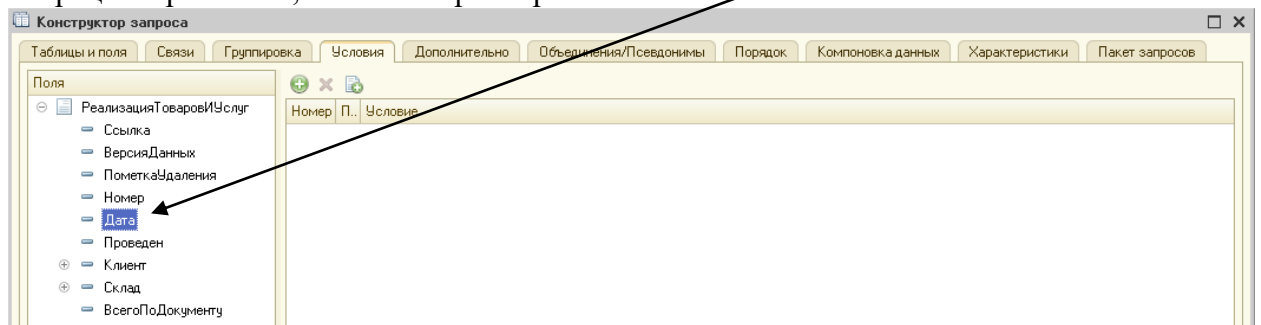 Конструктор запроса
Таблицы и поля Связи Группировка Условия Дополнительно Объединения/Псевдонимы Порядок Компоновка данных Характеристики Пакет запросов
Поля
Номер П.. Условие
РеализацияТоваровИУслуг
Ссылка
ВерсияДанных
ПометкаУдаления
Номер
Дата
Проведен
Клиент
Склад
ВсегоПоДокументу